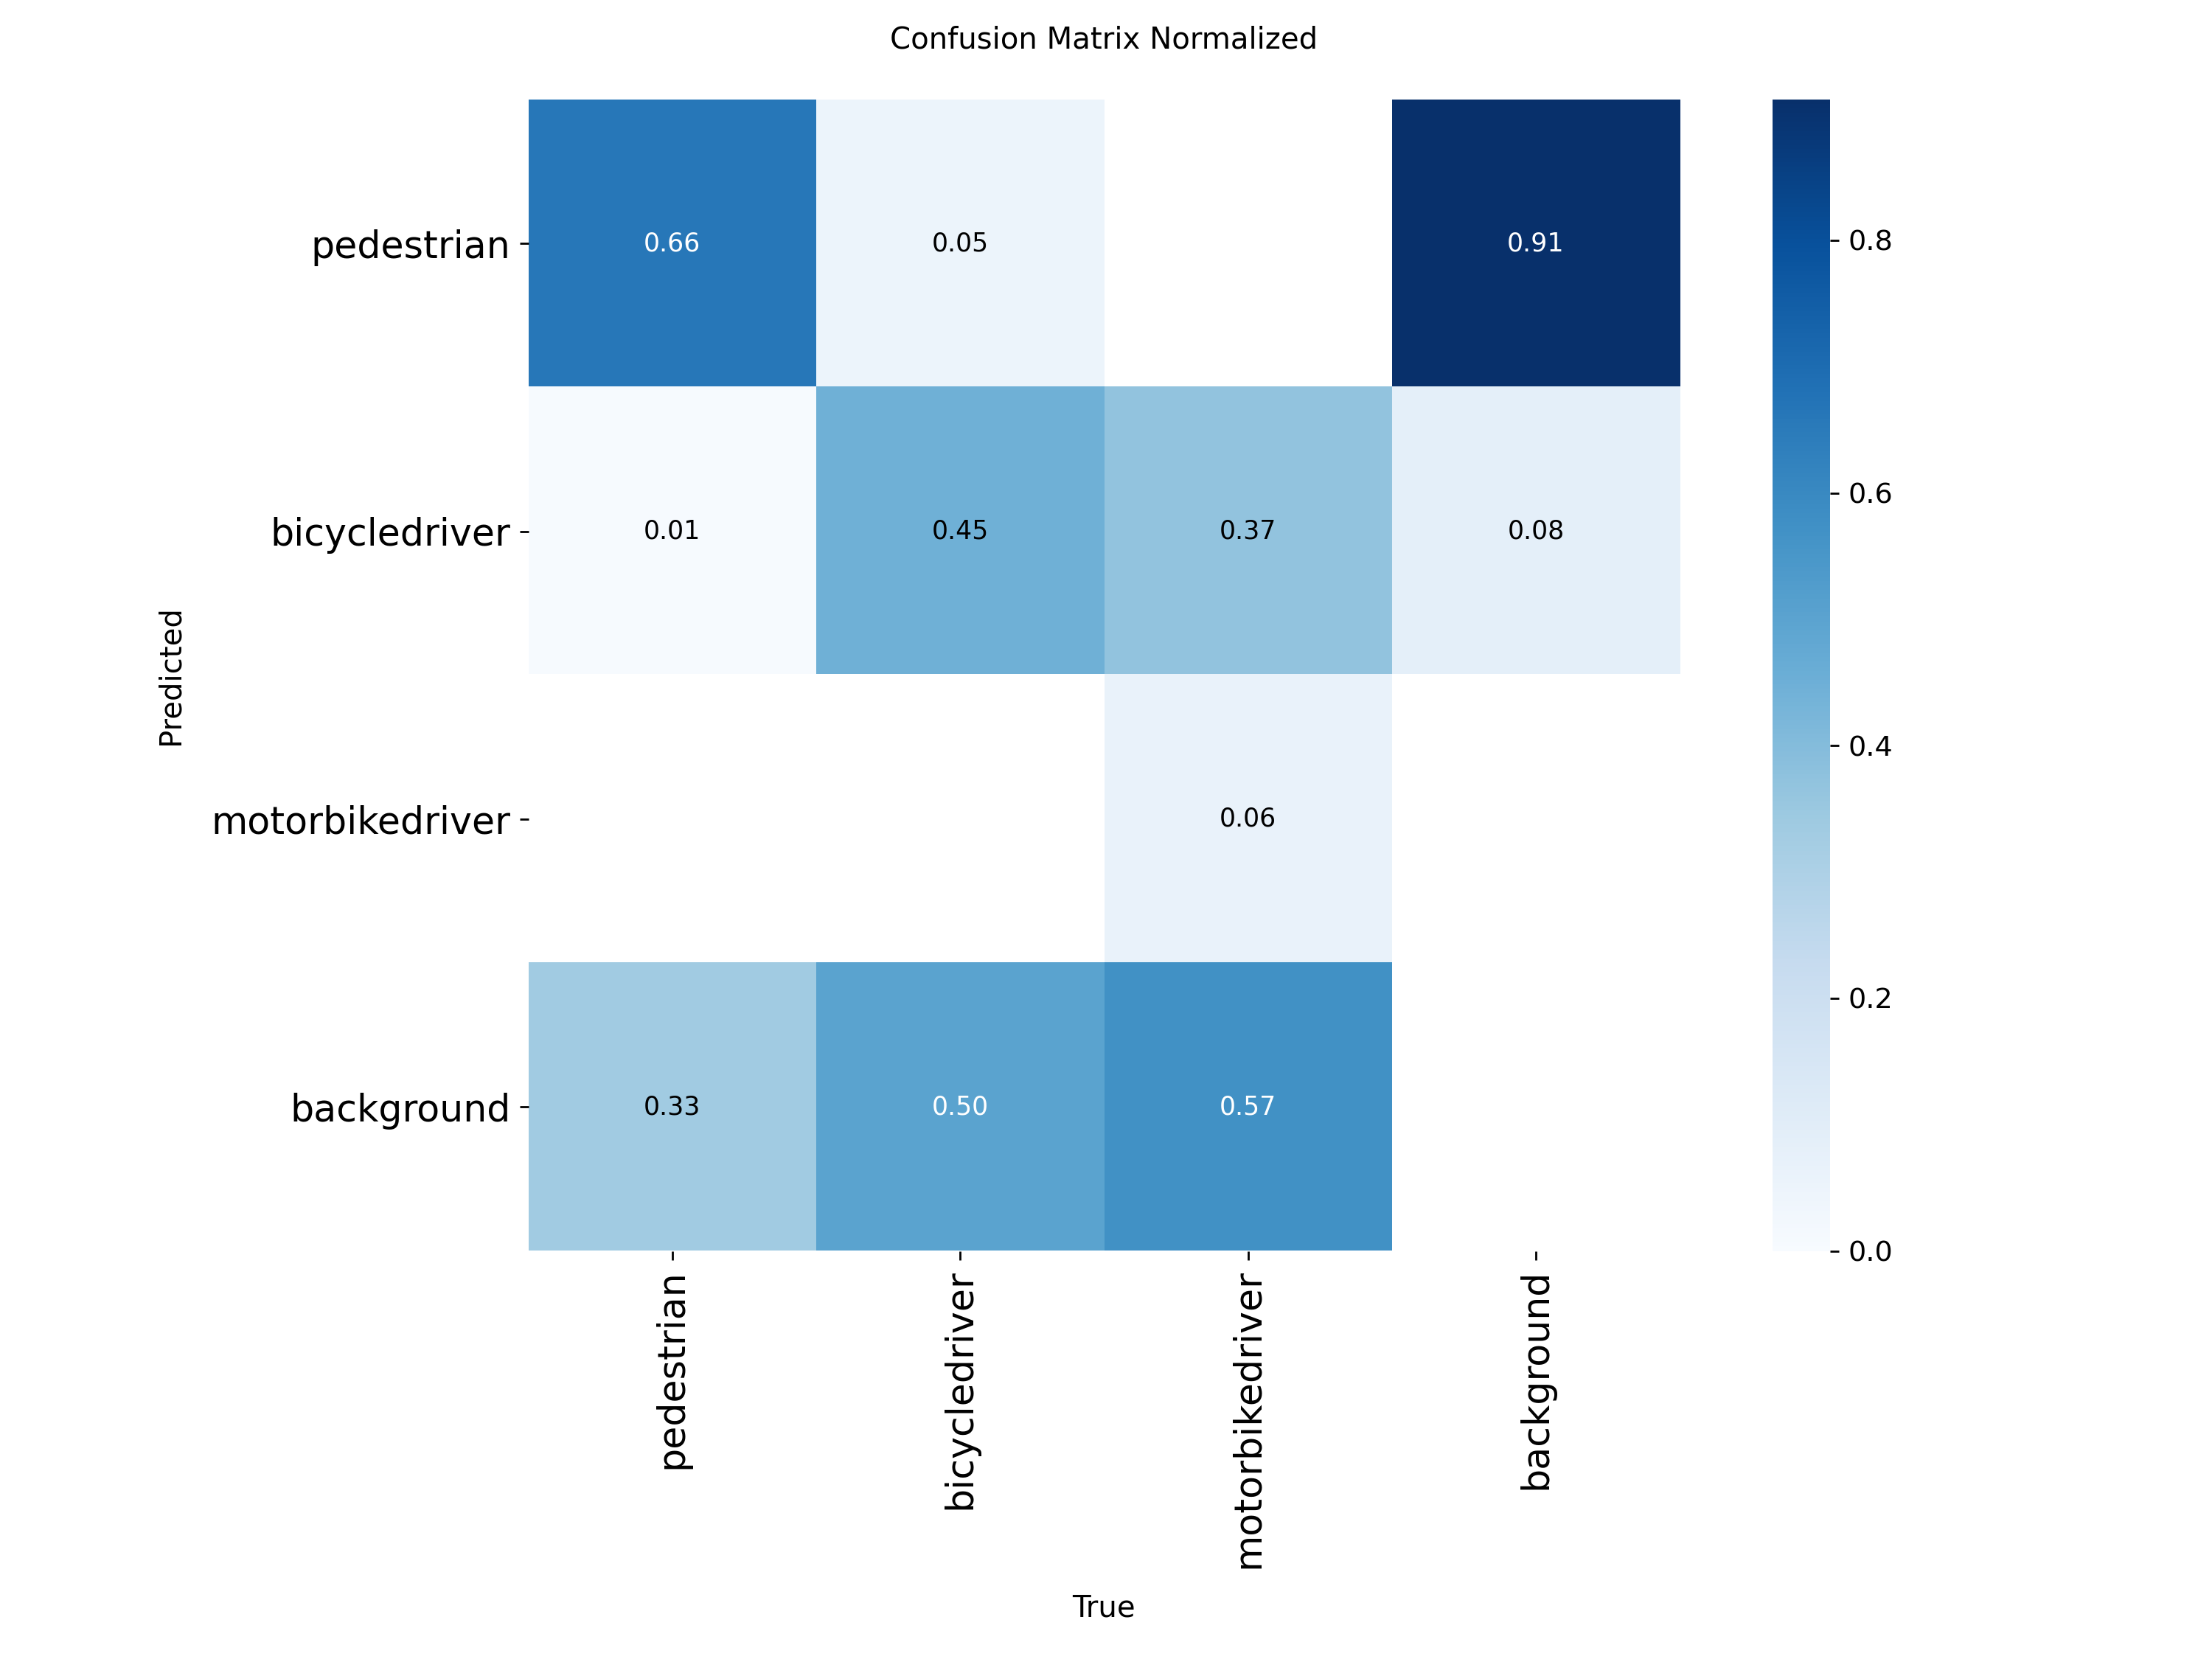 Confusion Matrix Normalized
pedestrian 0.66 0.05 0.91
bicycledriver 0.01 0.45 0.37 0.08
motorbikedriver 0.06
background 0.33 0.50 0.57
Predicted
pedestrian
bicycledriver
motorbikedriver
background
True
0.8
0.6
0.4
0.2
0.0